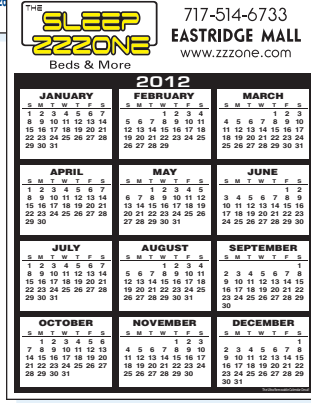 THE
SLEEP
ZZZONE
Beds & More
717-514-6733
EASTRIDGE MALL
www.zzzone.com
2012
JANUARY
S M T W T F S
1 2 3 4 5 6 7
8 9 10 11 12 13 14
15 16 17 18 19 20 21
22 23 24 25 26 27 28
29 30 31
FEBRUARY
S M T W T F S
1 2 3 4
5 6 7 8 9 10 11
12 13 14 15 16 17 18
19 20 21 22 23 24 25
26 27 28 29
MARCH
S M T W T F S
1 2 3
4 5 6 7 8 9 10
11 12 13 14 15 16 17
18 19 20 21 22 23 24
25 26 27 28 29 30 31
APRIL
S M T W T F S
1 2 3 4 5 6 7
8 9 10 11 12 13 14
15 16 17 18 19 20 21
22 23 24 25 26 27 28
29 30
MAY
S M T W T F S
1 2 3 4 5
6 7 8 9 10 11 12
13 14 15 16 17 18 19
20 21 22 23 24 25 26
27 28 29 30 31
JUNE
S M T W T F S
1 2
3 4 5 6 7 8 9
10 11 12 13 14 15 16
17 18 19 20 21 22 23
24 25 26 27 28 29 30
JULY
S M T W T F S
1 2 3 4 5 6 7
8 9 10 11 12 13 14
15 16 17 18 19 20 21
22 23 24 25 26 27 28
29 30 31
AUGUST
S M T W T F S
1 2 3 4
5 6 7 8 9 10 11
12 13 14 15 16 17 18
19 20 21 22 23 24 25
26 27 28 29 30 31
SEPTEMBER
S M T W T F S
1
2 3 4 5 6 7 8
9 10 11 12 13 14 15
16 17 18 19 20 21 22
23 24 25 26 27 28 29
30
OCTOBER
S M T W T F S
1 2 3 4 5 6
7 8 9 10 11 12 13
14 15 16 17 18 19 20
21 22 23 24 25 26 27
28 29 30 31
NOVEMBER
S M T W T F S
1 2 3
4 5 6 7 8 9 10
11 12 13 14 15 16 17
18 19 20 21 22 23 24
25 26 27 28 29 30
DECEMBER
S M T W T F S
1
2 3 4 5 6 7 8
9 10 11 12 13 14 15
16 17 18 19 20 21 22
23 24 25 26 27 28 29
30 31